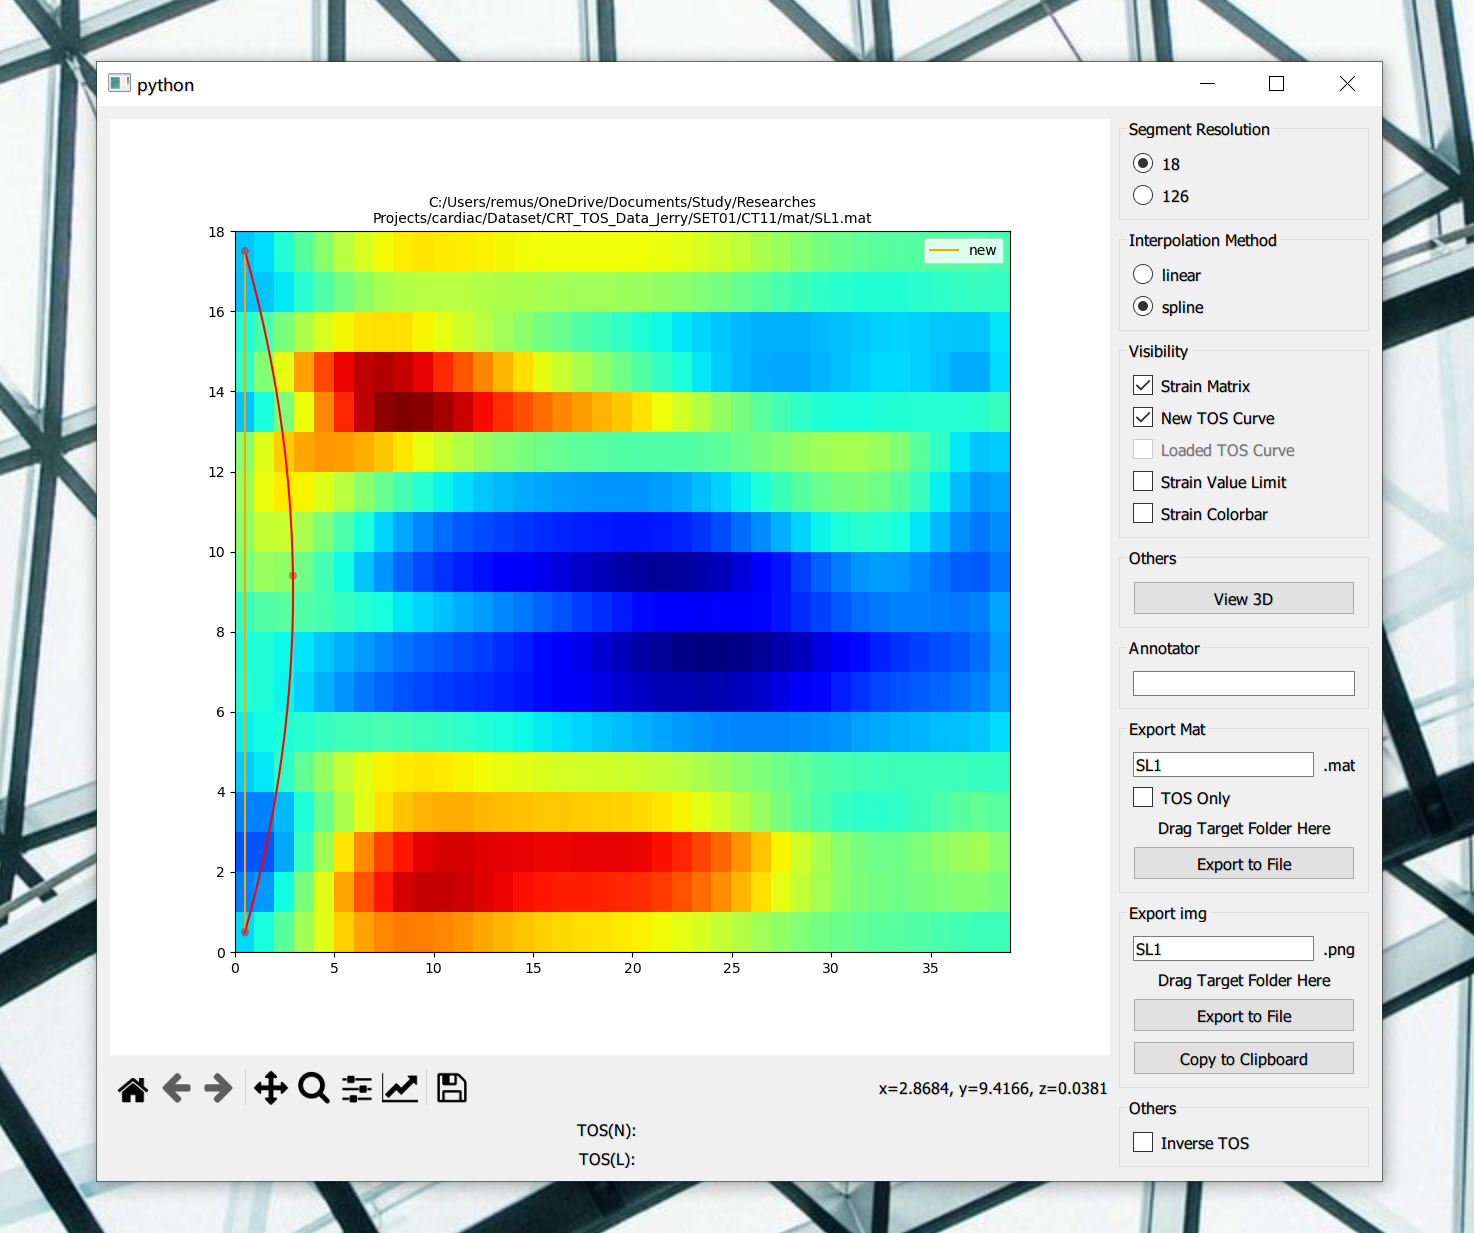 python
C:/Users/remus/OneDrive/Documents/Study/Researches
Projects/cardiac/Dataset/CRT_TOS_Data_Jerry/SET01/CT11/mat/SL1.mat
new
18
16
14
12
10
8
6
4
2
0
0 5 10 15 20 25 30 35
x=2.8684, y=9.4166, z=0.0381
TOS(N):
TOS(L):
Segment Resolution
18
126
Interpolation Method
linear
spline
Visibility
Strain Matrix
New TOS Curve
Loaded TOS Curve
Strain Value Limit
Strain Colorbar
Others
View 3D
Annotator
Export Mat
SL1 .mat
TOS Only
Drag Target Folder Here
Export to File
Export img
SL1 .png
Drag Target Folder Here
Export to File
Copy to Clipboard
Others
Inverse TOS